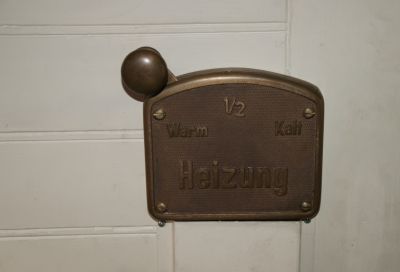 1/2
Warm Kalt
Heizung